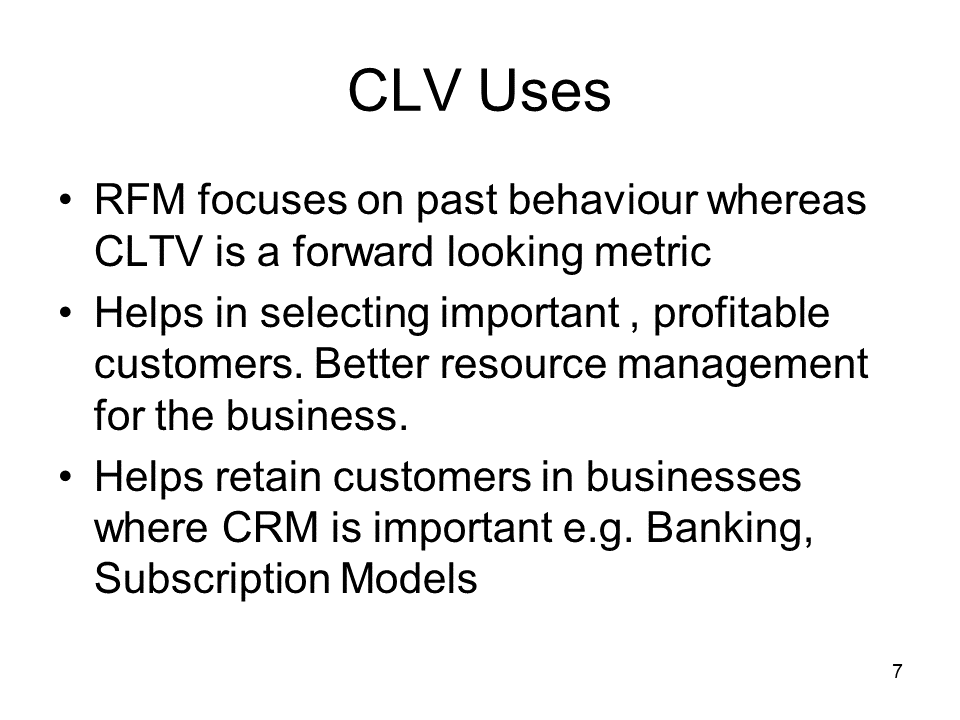 CLV Uses
• RFM focuses on past behaviour whereas
CLTV is a forward looking metric
• Helps in selecting important , profitable
customers. Better resource management
for the business.
• Helps retain customers in businesses
where CRM is important e.g. Banking,
Subscription Models
7